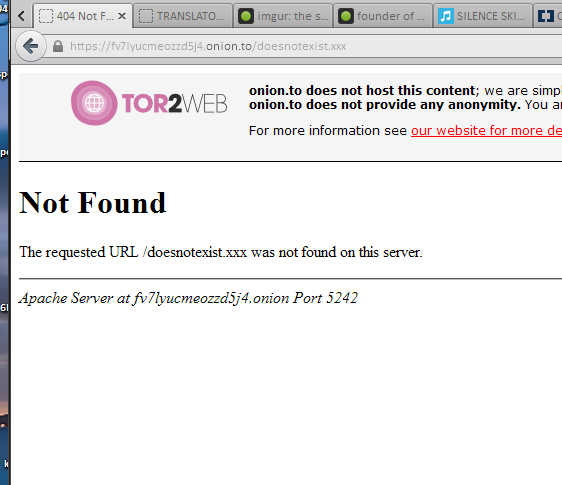 404 Not F...
TRANSLATO...
imgur: the s...
founder of ...
SILENCE SKI...
https://fv7lyucmeozzd5j4.onion.to/doesnotexist.xxx
TOR2WEB
onion.to does not host this content; we are simpl
onion.to does not provide any anonymity. You ar
For more information see our website for more de
Not Found
The requested URL /doesnotexist.xxx was not found on this server.
Apache Server at fv7lyucmeozzd5j4.onion Port 5242